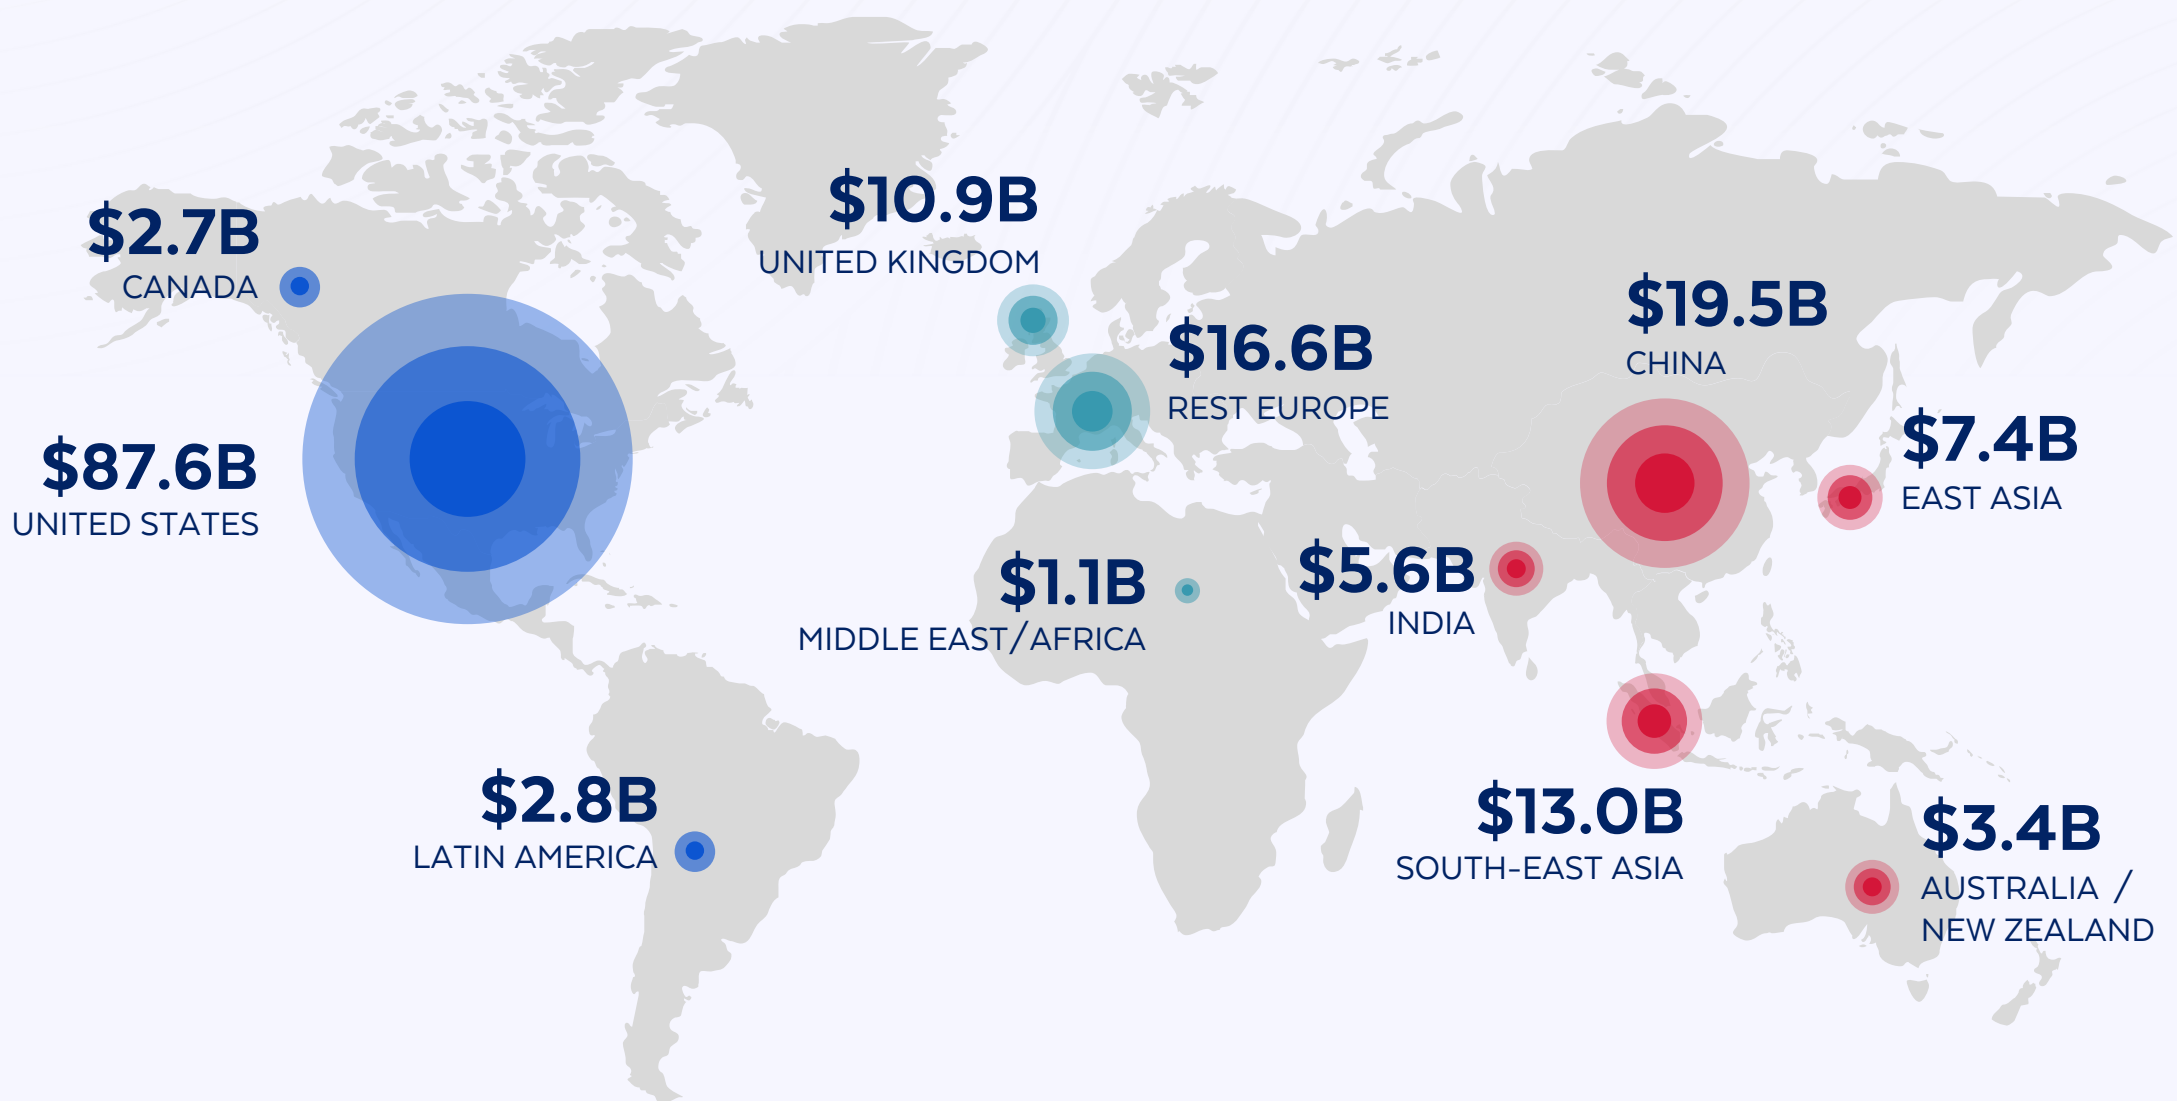 $2.7B
CANADA
$87.6B
UNITED STATES
$2.8B
LATIN AMERICA
$10.9B
UNITED KINGDOM
$16.6B
REST EUROPE
$1.1B
MIDDLE EAST/AFRICA
$19.5B
CHINA
$7.4B
EAST ASIA
$5.6B
INDIA
$13.0B
SOUTH-EAST ASIA
$3.4B
AUSTRALIA /
NEW ZEALAND